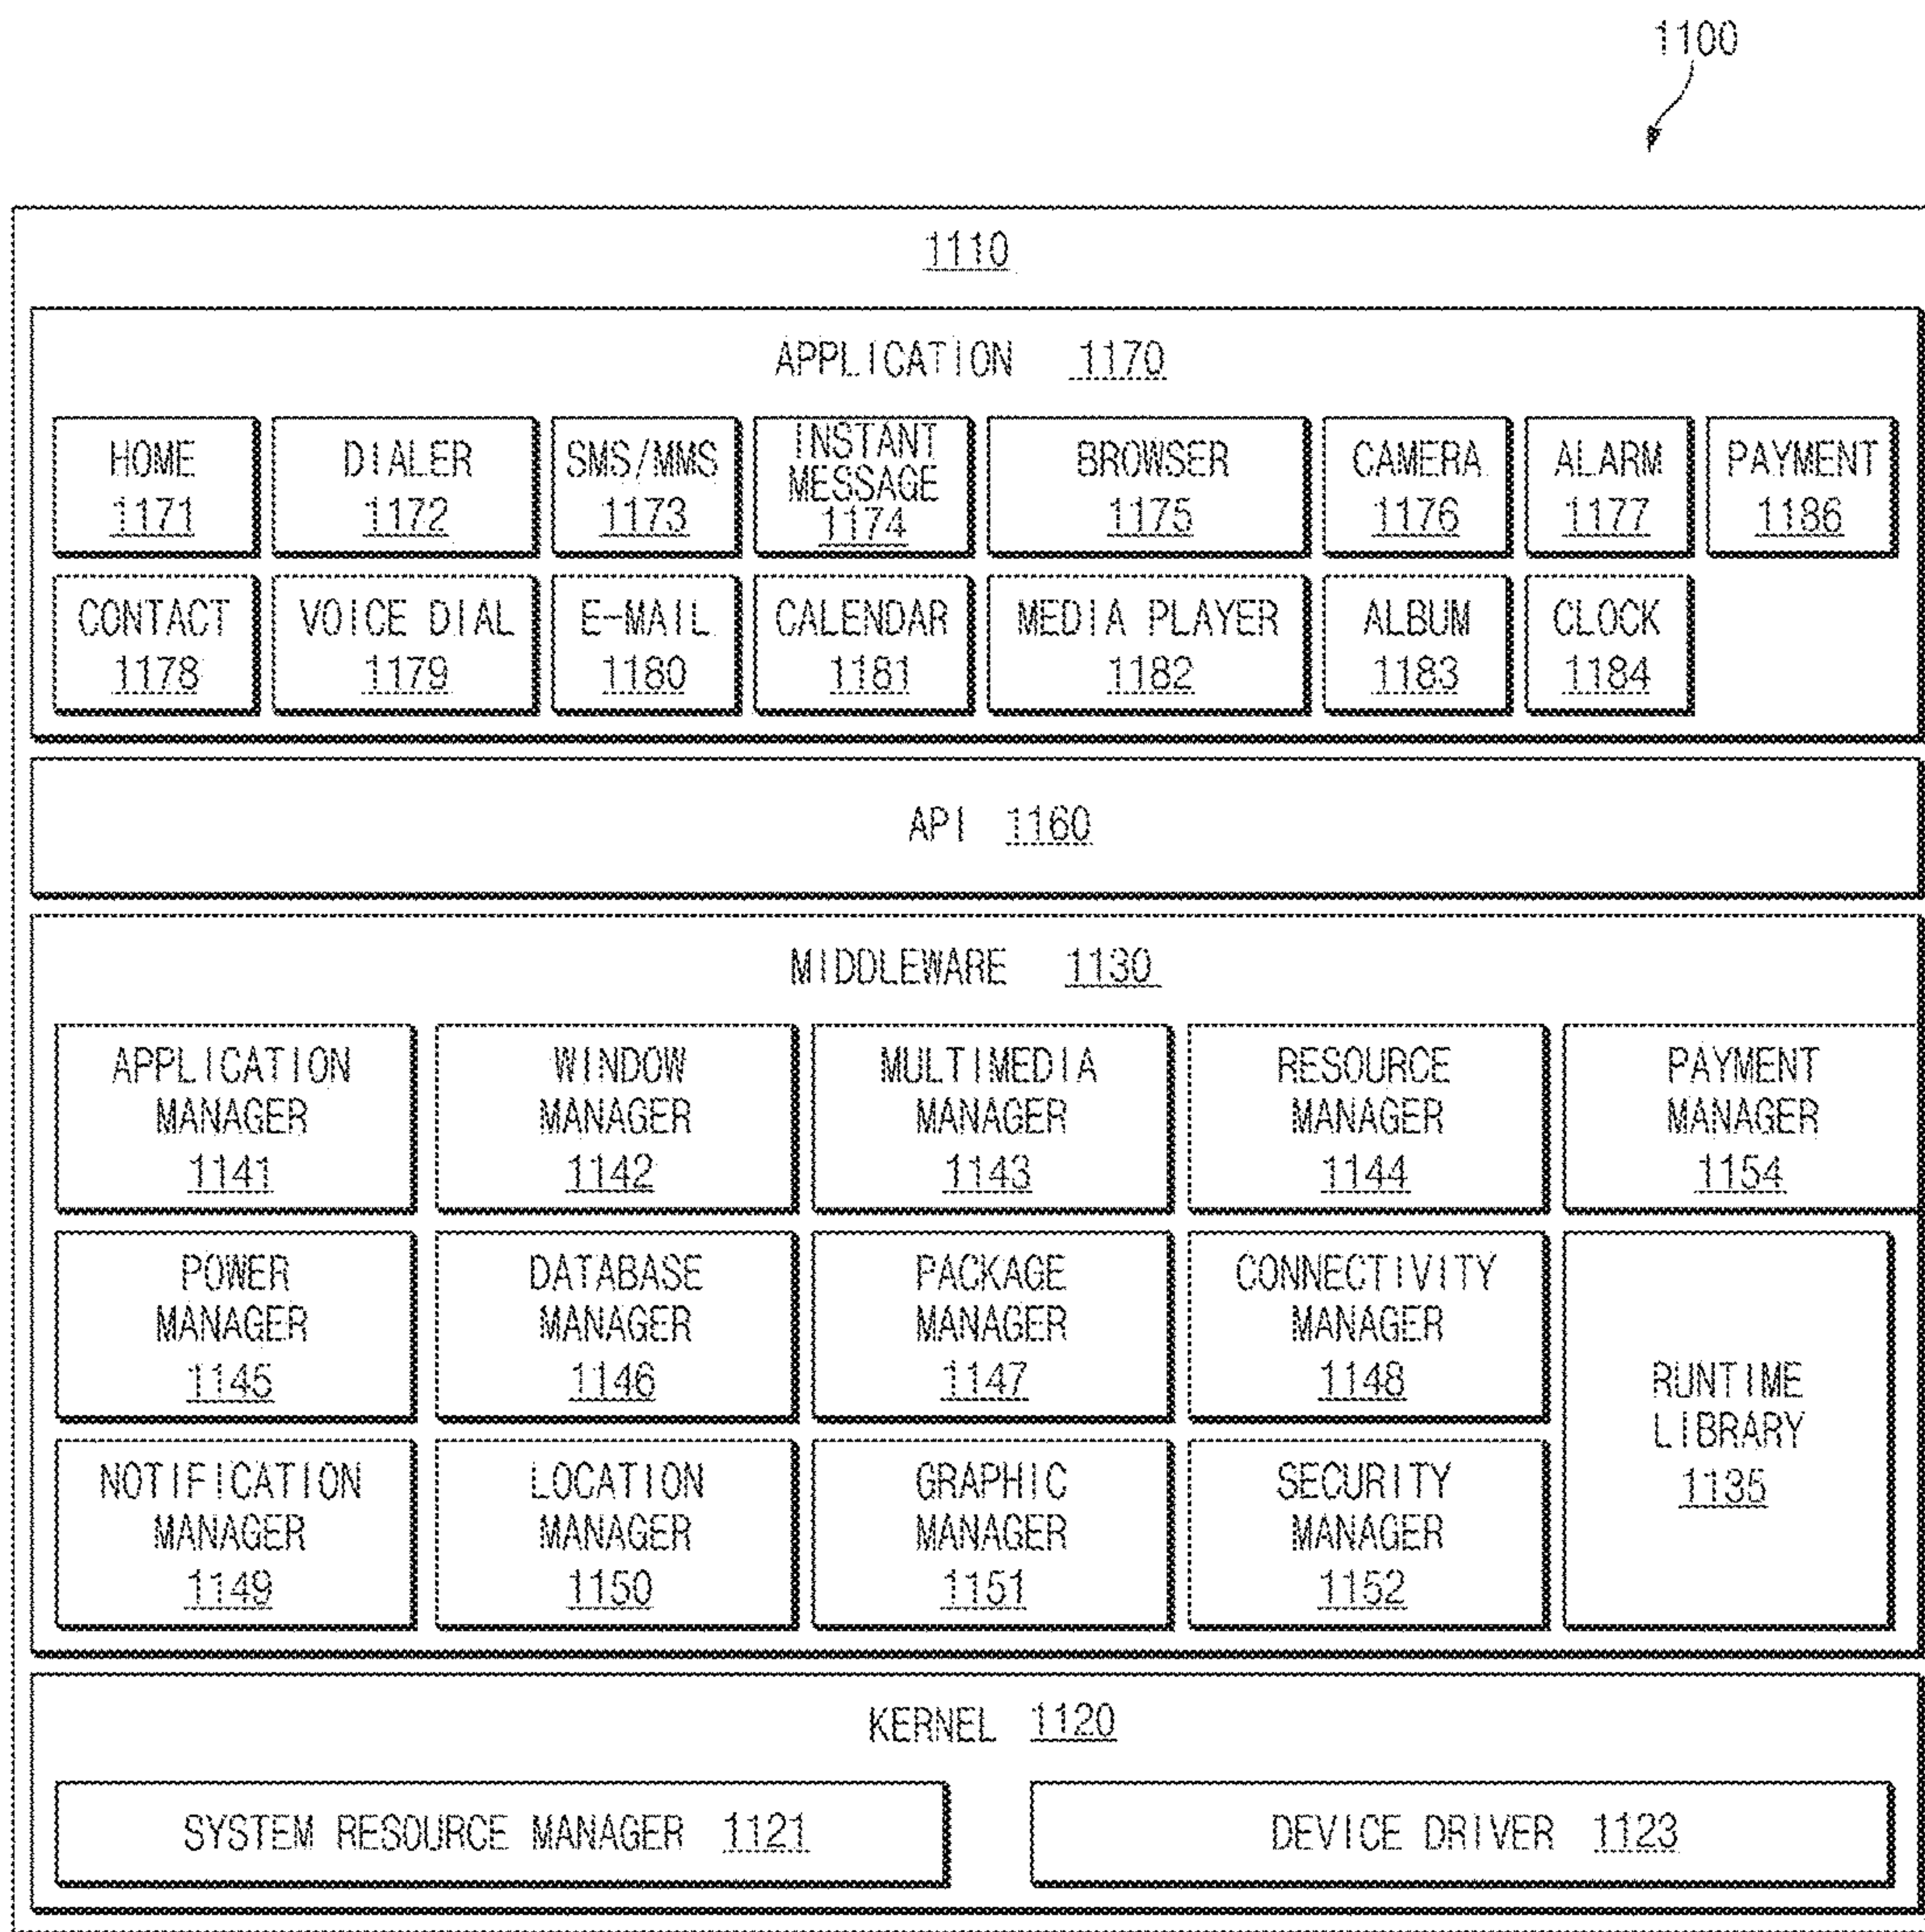 1100
1110
APPLICATION 1170
HOME
1171
DIALER
1172
SMS/MMS
1173
INSTANT
MESSAGE
1174
BROWSER
1175
CAMERA
1176
ALARM
1177
PAYMENT
1186
CONTACT
1178
VOICE DIAL
1179
E-MAIL
1180
CALENDAR
1181
MEDIA PLAYER
1182
ALBUM
1183
CLOCK
1184
API 1160
MIDDLEWARE 1130
APPLICATION
MANAGER
1141
WINDOW
MANAGER
1142
MULTIMEDIA
MANAGER
1143
RESOURCE
MANAGER
1144
PAYMENT
MANAGER
1154
POWER
MANAGER
1145
DATABASE
MANAGER
1146
PACKAGE
MANAGER
1147
CONNECTIVITY
MANAGER
1148
RUNTIME
LIBRARY
1135
NOTIFICATION
MANAGER
1149
LOCATION
MANAGER
1150
GRAPHIC
MANAGER
1151
SECURITY
MANAGER
1152
KERNEL 1120
SYSTEM RESOURCE MANAGER 1121
DEVICE DRIVER 1123